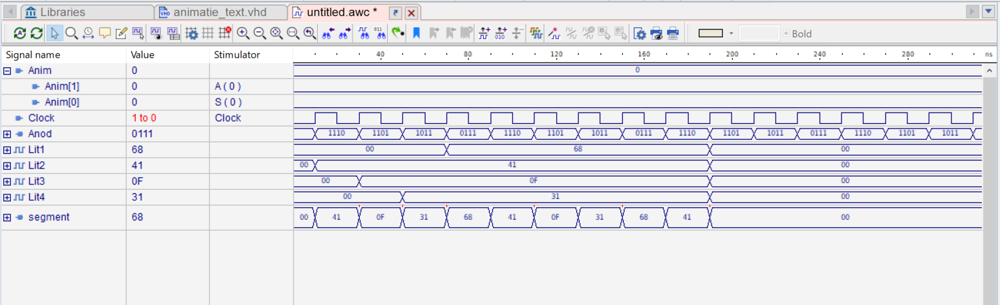 Libraries animatie_text.vhd untitled.awc *
Bold
Signal name Value Stimulator 40 80 120 160 200 240 280 ns
Anim 0 0
Anim[1] 0 A ( 0 )
Anim[0] 0 S ( 0 )
Clock 1 to 0 Clock
Anod 0111 1110 1101 1011 0111 1110 1101 1011 0111 1110 1101 1011 0111 1110 1101 1011
Lit1 68 00 68 00
Lit2 41 00 41 00
Lit3 0F 00 0F 00
Lit4 31 00 31 00
segment 68 00 41 0F 31 68 41 0F 31 68 41 00